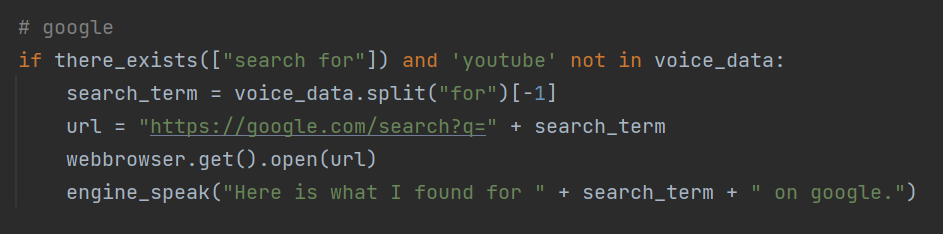 # google
if there_exists(["search for"]) and 'youtube' not in voice_data:
    search_term = voice_data.split("for")[-1]
    url = "https://google.com/search?q=" + search_term
    webbrowser.get().open(url)
    engine_speak("Here is what I found for " + search_term + " on google.")